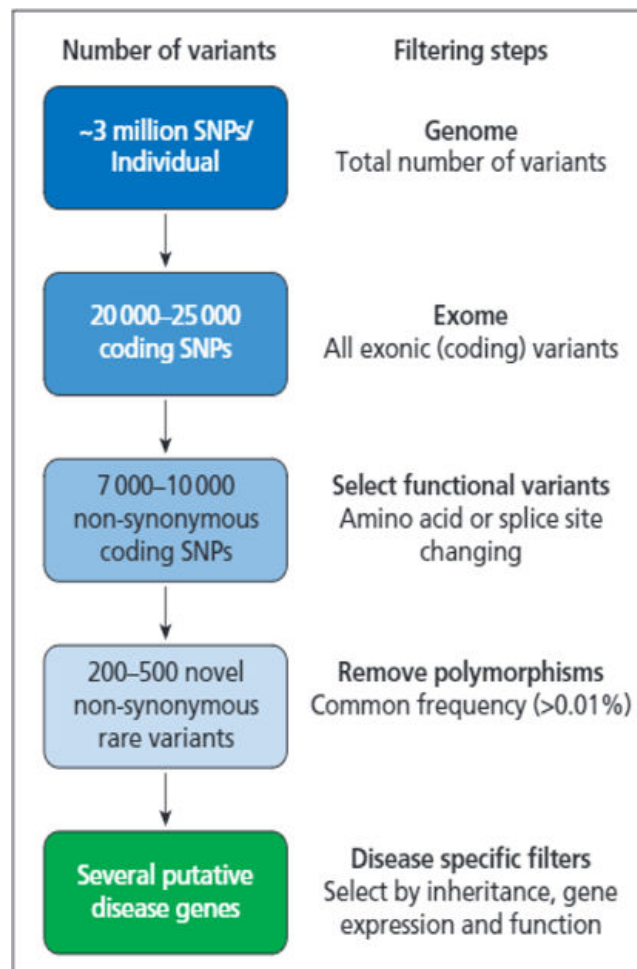 Number of variants
Filtering steps
~3 million SNPs/
Individual
Genome
Total number of variants
20 000–25 000
coding SNPs
Exome
All exonic (coding) variants
7 000–10 000
non-synonymous
coding SNPs
Select functional variants
Amino acid or splice site
changing
200–500 novel
non-synonymous
rare variants
Remove polymorphisms
Common frequency (>0.01%)
Several putative
disease genes
Disease specific filters
Select by inheritance, gene
expression and function